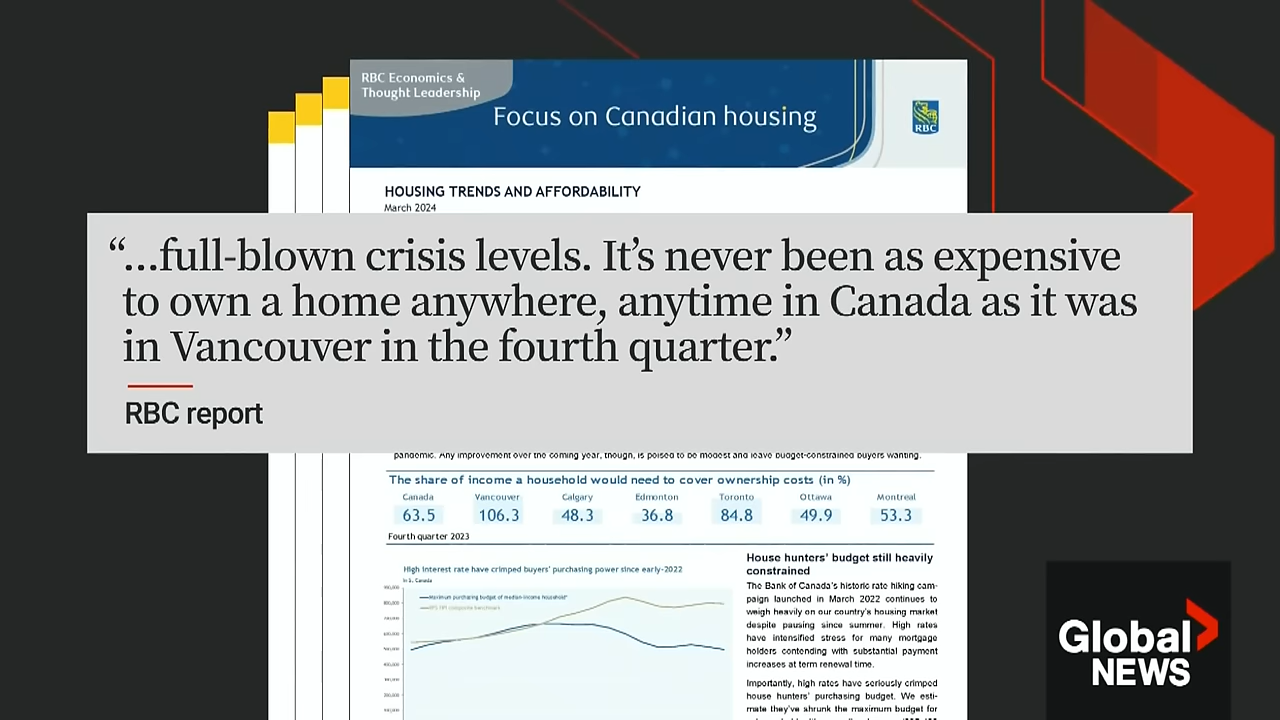 RBC Economics &
Thought Leadership
Focus on Canadian housing
RBC
HOUSING TRENDS AND AFFORDABILITY
March 2024
“...full-blown crisis levels. It’s never been as expensive
to own a home anywhere, anytime in Canada as it was
in Vancouver in the fourth quarter.”
RBC report
pandemic. Any improvement over the coming year, though, is poised to be modest and leave budget-constrained buyers wanting.
The share of income a household would need to cover ownership costs (in %)
Canada Vancouver Calgary Edmonton Toronto Ottawa Montreal
63.5 106.3 48.3 36.8 84.8 49.9 53.3
Fourth quarter 2023
High interest rate have crimped buyers’ purchasing power since early-2022
in $, Canada
Maximum purchasing budget of median-income household*
House hunters’ budget still heavily
constrained
The Bank of Canada’s historic rate hiking cam-
paign launched in March 2022 continues to
weigh heavily on our country’s housing market
despite pausing since summer. High rates
have intensified stress for many mortgage
holders contending with substantial payment
increases at term renewal time.
Importantly, high rates have seriously crimped
house hunters’ purchasing budget. We esti-
mate they’ve shrunk the maximum budget for
Global
NEWS